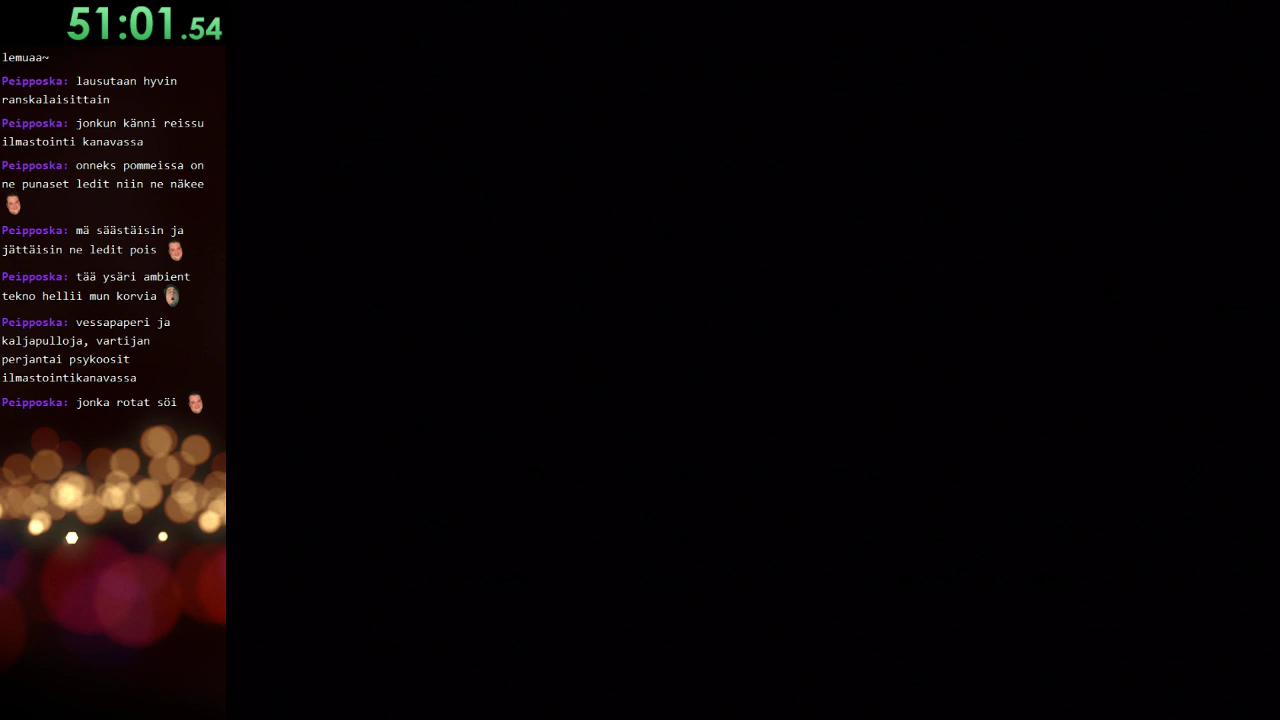 51:01.54
lemuaa~
Peipposka: lausutaan hyvin
ranskalaisittain
Peipposka: jonkun känni reissu
ilmastointi kanavassa
Peipposka: onneks pommeissa on
ne punaset ledit niin ne näkee
Peipposka: mä säästäisin ja
jättäisin ne ledit pois
Peipposka: tää ysäri ambient
tekno hellii mun korvia
Peipposka: vessapaperi ja
kaljapulloja, vartijan
perjantai psykoosit
ilmastointikanavassa
Peipposka: jonka rotat söi